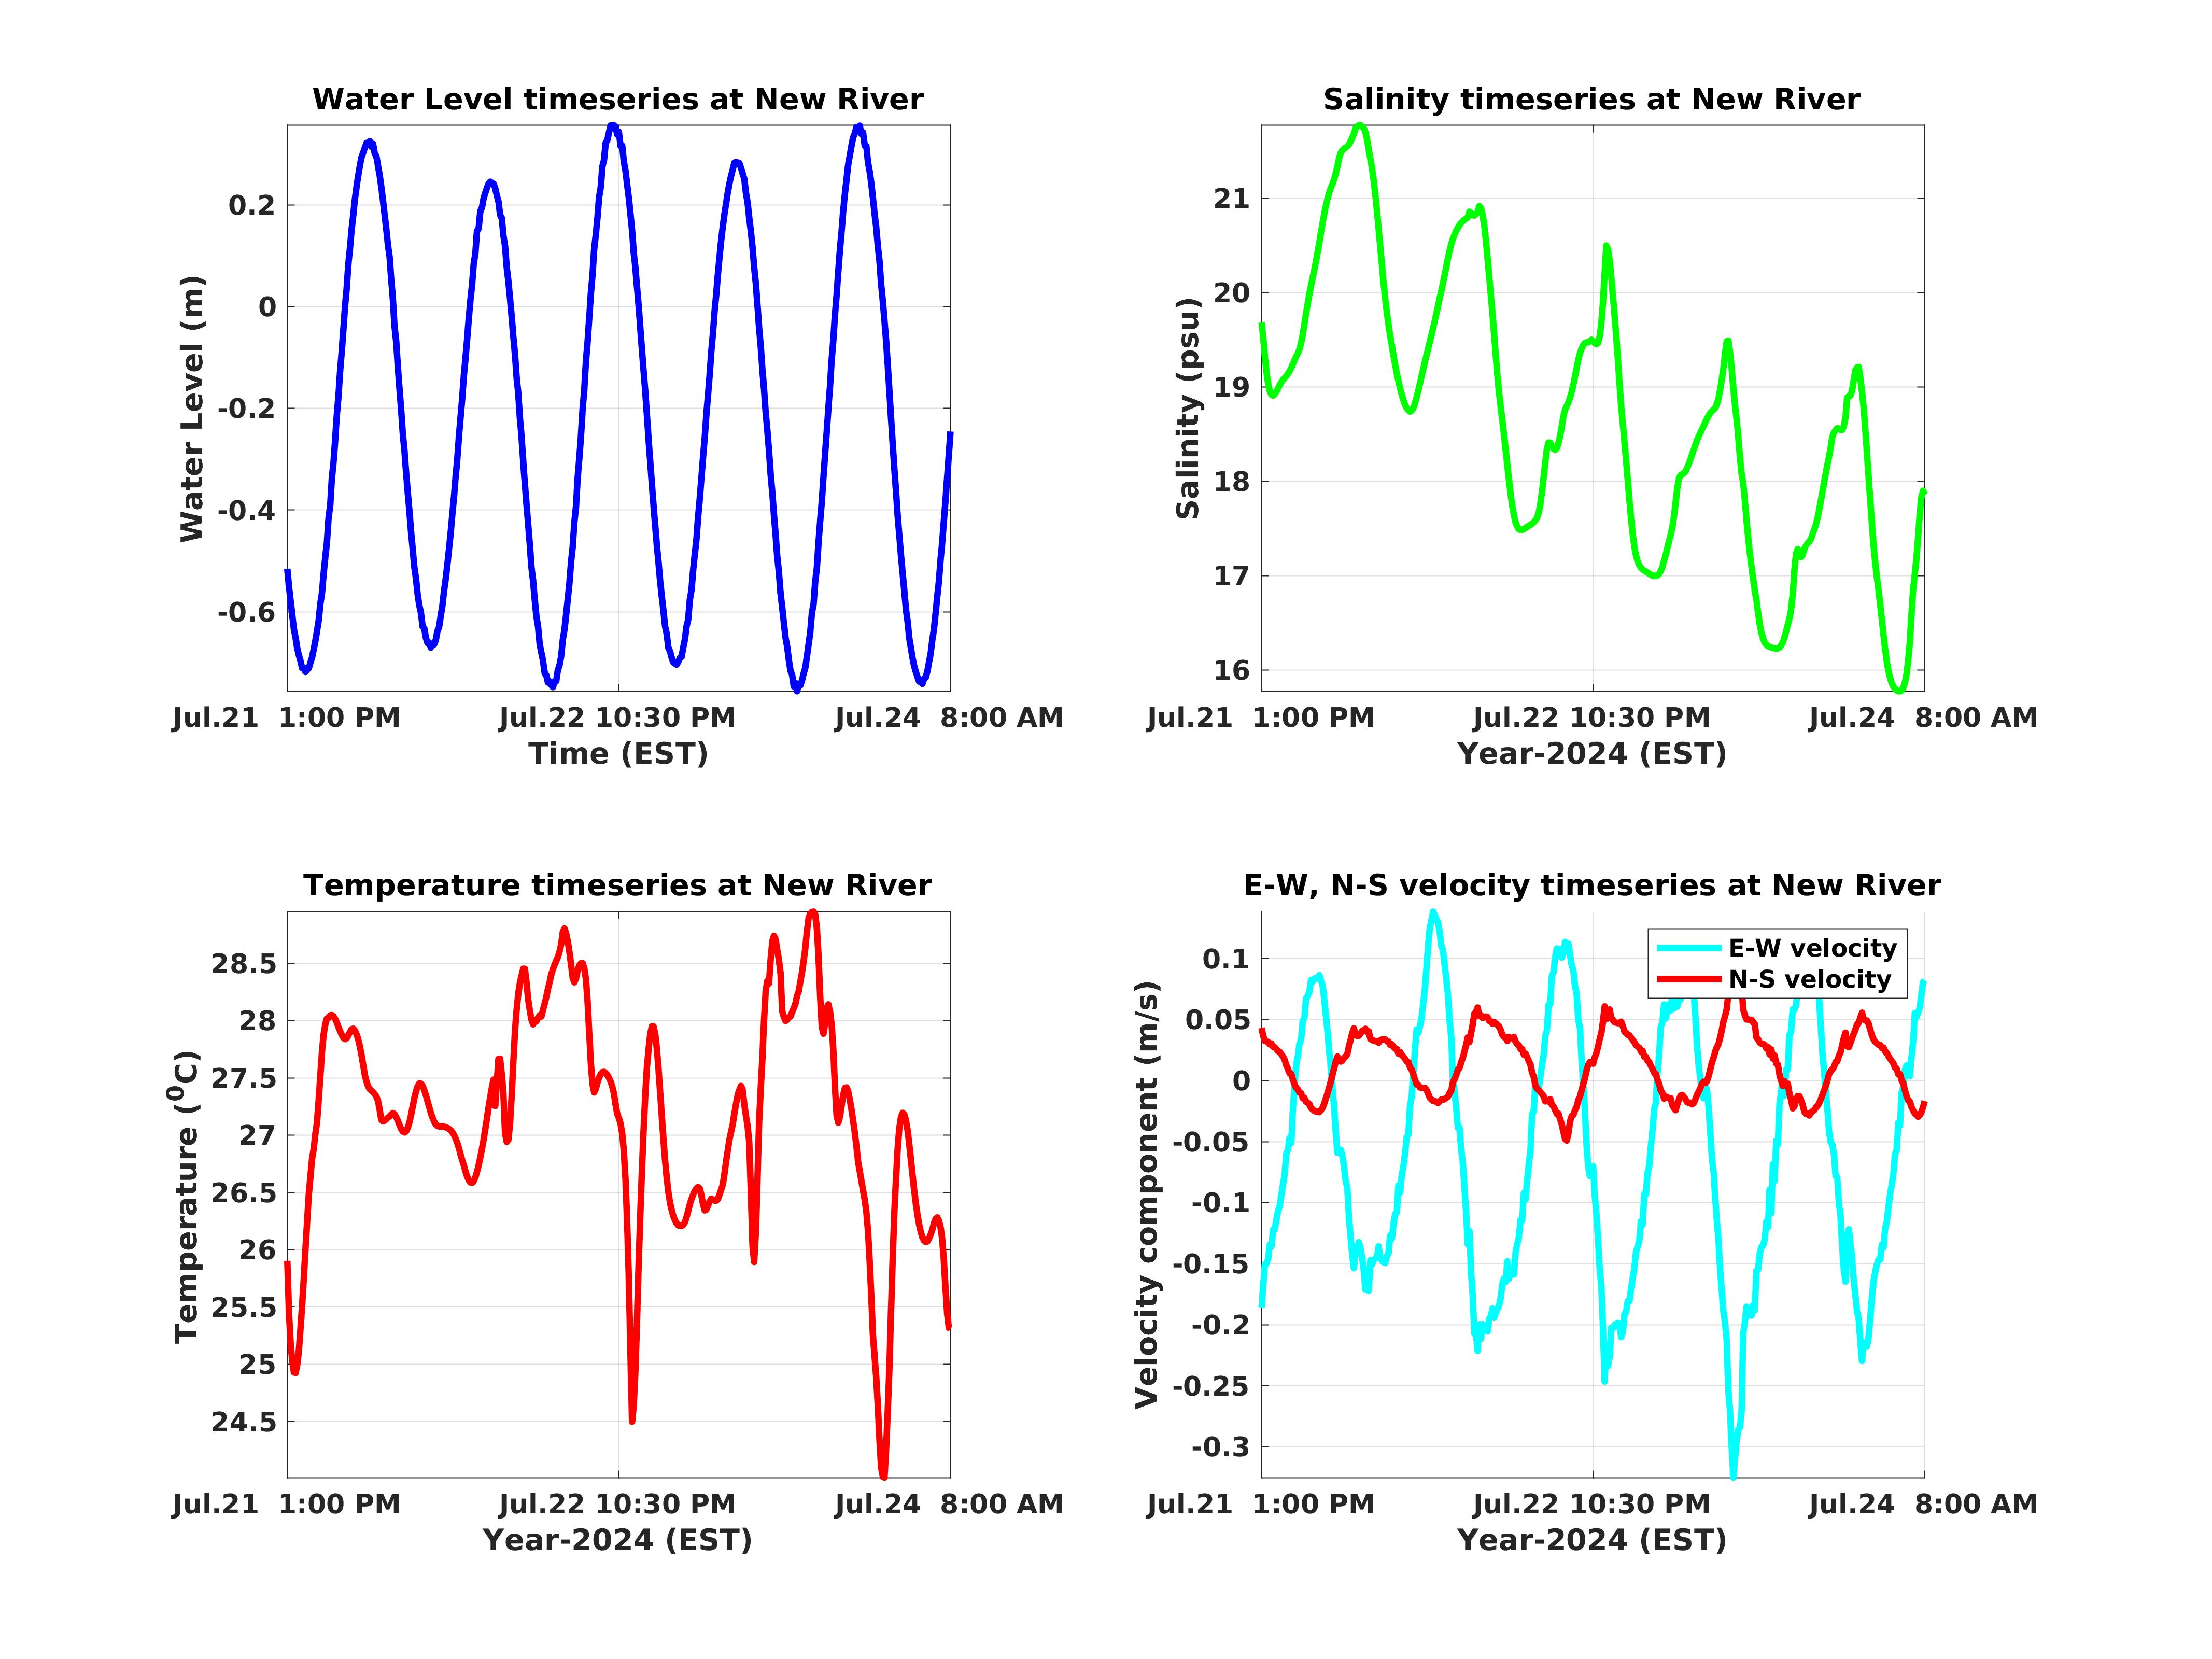 Water Level timeseries at New River
Water Level (m)
0.2
0
-0.2
-0.4
-0.6
Jul.21  1:00 PM
Jul.22 10:30 PM
Jul.24  8:00 AM
Time (EST)
Salinity timeseries at New River
Salinity (psu)
21
20
19
18
17
16
Jul.21  1:00 PM
Jul.22 10:30 PM
Jul.24  8:00 AM
Year-2024 (EST)
Temperature timeseries at New River
Temperature (⁰C)
28.5
28
27.5
27
26.5
26
25.5
25
24.5
Jul.21  1:00 PM
Jul.22 10:30 PM
Jul.24  8:00 AM
Year-2024 (EST)
E-W, N-S velocity timeseries at New River
Velocity component (m/s)
0.1
0.05
0
-0.05
-0.1
-0.15
-0.2
-0.25
-0.3
E-W velocity
N-S velocity
Jul.21  1:00 PM
Jul.22 10:30 PM
Jul.24  8:00 AM
Year-2024 (EST)